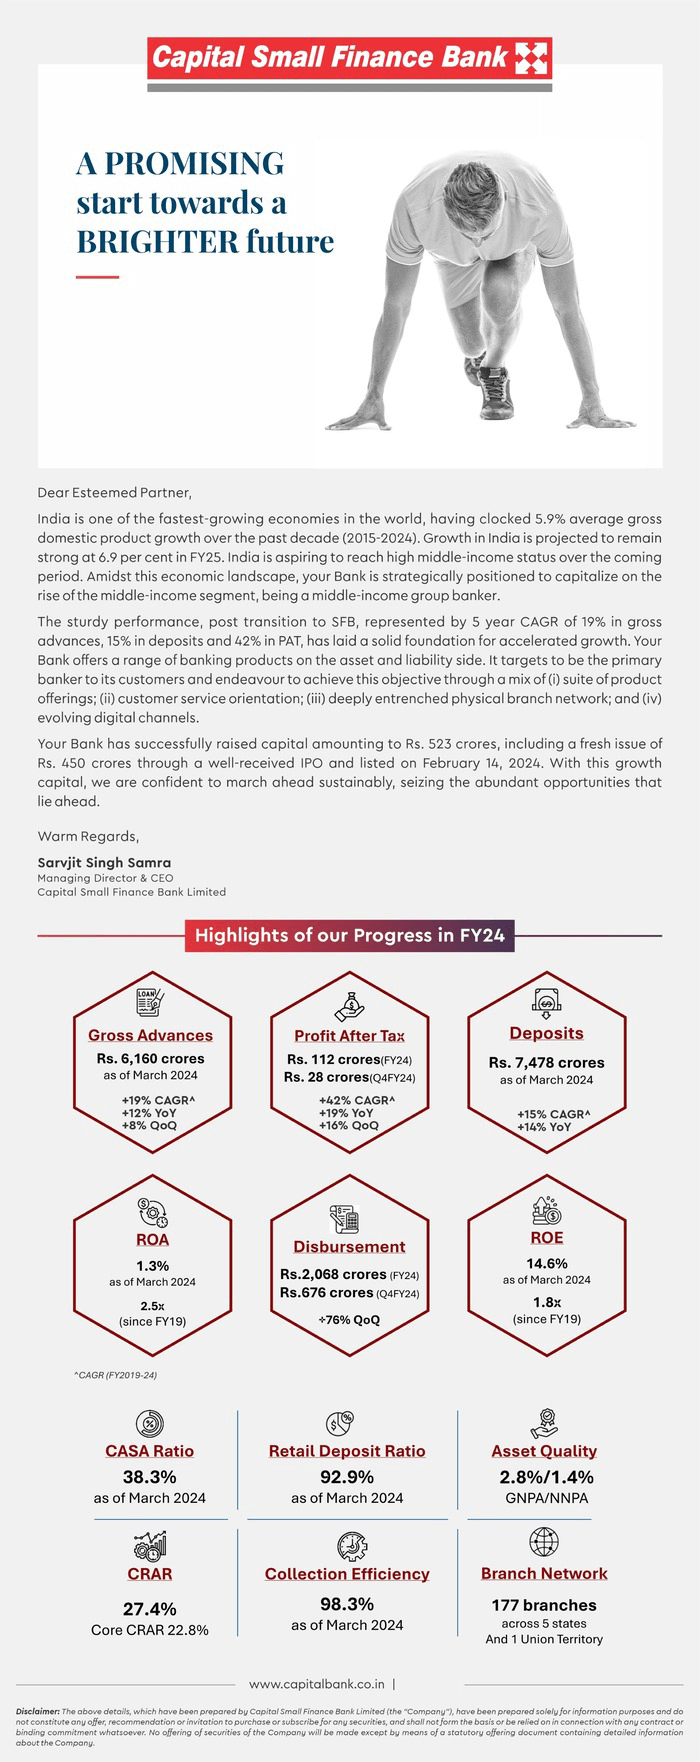 Capital Small Finance Bank
A PROMISING
start towards a
BRIGHTER future
Dear Esteemed Partner,
India is one of the fastest-growing economies in the world, having clocked 5.9% average gross
domestic product growth over the past decade (2015-2024). Growth in India is projected to remain
strong at 6.9 per cent in FY25. India is aspiring to reach high middle-income status over the coming
period. Amidst this economic landscape, your Bank is strategically positioned to capitalize on the
rise of the middle-income segment, being a middle-income group banker.
The sturdy performance, post transition to SFB, represented by 5 year CAGR of 19% in gross
advances, 15% in deposits and 42% in PAT, has laid a solid foundation for accelerated growth. Your
Bank offers a range of banking products on the asset and liability side. It targets to be the primary
banker to its customers and endeavour to achieve this objective through a mix of (i) suite of product
offerings; (ii) customer service orientation; (iii) deeply entrenched physical branch network; and (iv)
evolving digital channels.
Your Bank has successfully raised capital amounting to Rs. 523 crores, including a fresh issue of
Rs. 450 crores through a well-received IPO and listed on February 14, 2024. With this growth
capital, we are confident to march ahead sustainably, seizing the abundant opportunities that
lie ahead.
Warm Regards,
Sarvjit Singh Samra
Managing Director & CEO
Capital Small Finance Bank Limited
Highlights of our Progress in FY24
LOAN
Gross Advances
Rs. 6,160 crores
as of March 2024
+19% CAGR^
+12% YoY
+8% QoQ
Profit After Tax
Rs. 112 crores(FY24)
Rs. 28 crores(Q4FY24)
+42% CAGR^
+19% YoY
+16% QoQ
Deposits
Rs. 7,478 crores
as of March 2024
+15% CAGR^
+14% YoY
ROA
1.3%
as of March 2024
2.5x
(since FY19)
Disbursement
Rs.2,068 crores (FY24)
Rs.676 crores (Q4FY24)
+76% QoQ
ROE
14.6%
as of March 2024
1.8x
(since FY19)
^CAGR (FY2019-24)
CASA Ratio
38.3%
as of March 2024
Retail Deposit Ratio
92.9%
as of March 2024
Asset Quality
2.8%/1.4%
GNPA/NNPA
CRAR
27.4%
Core CRAR 22.8%
Collection Efficiency
98.3%
as of March 2024
Branch Network
177 branches
across 5 states
And 1 Union Territory
www.capitalbank.co.in |
Disclaimer: The above details, which have been prepared by Capital Small Finance Bank Limited (the "Company"), have been prepared solely for information purposes and do
not constitute any offer, recommendation or invitation to purchase or subscribe for any securities, and shall not form the basis or be relied on in connection with any contract or
binding commitment whatsoever. No offering of securities of the Company will be made except by means of a statutory offering document containing detailed information
about the Company.